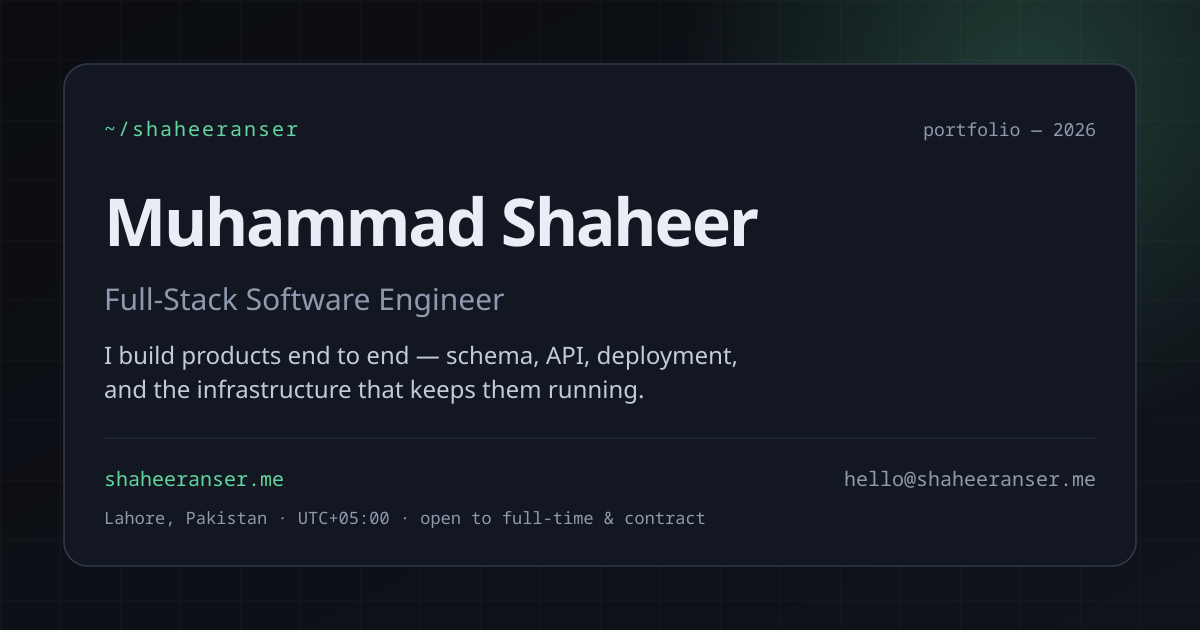 ~/shaheeranser
portfolio — 2026
Muhammad Shaheer
Full-Stack Software Engineer
I build products end to end — schema, API, deployment,
and the infrastructure that keeps them running.
shaheeranser.me
hello@shaheeranser.me
Lahore, Pakistan · UTC+05:00 · open to full-time & contract